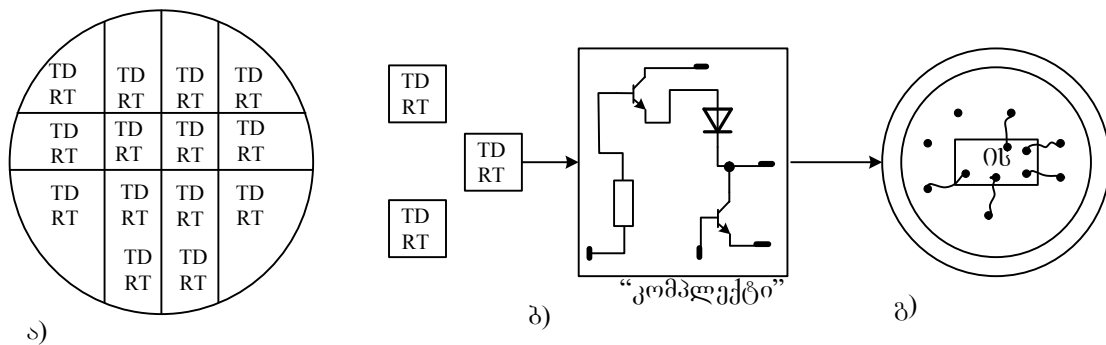 TD TD TD TD
RT RT RT RT
TD TD TD TD
RT RT RT RT
TD TD TD TD
RT RT RT RT
TD TD
RT RT
ა)
TD
RT
TD
RT
TD
RT
“კომპლექტი”
ბ)
ის
გ)